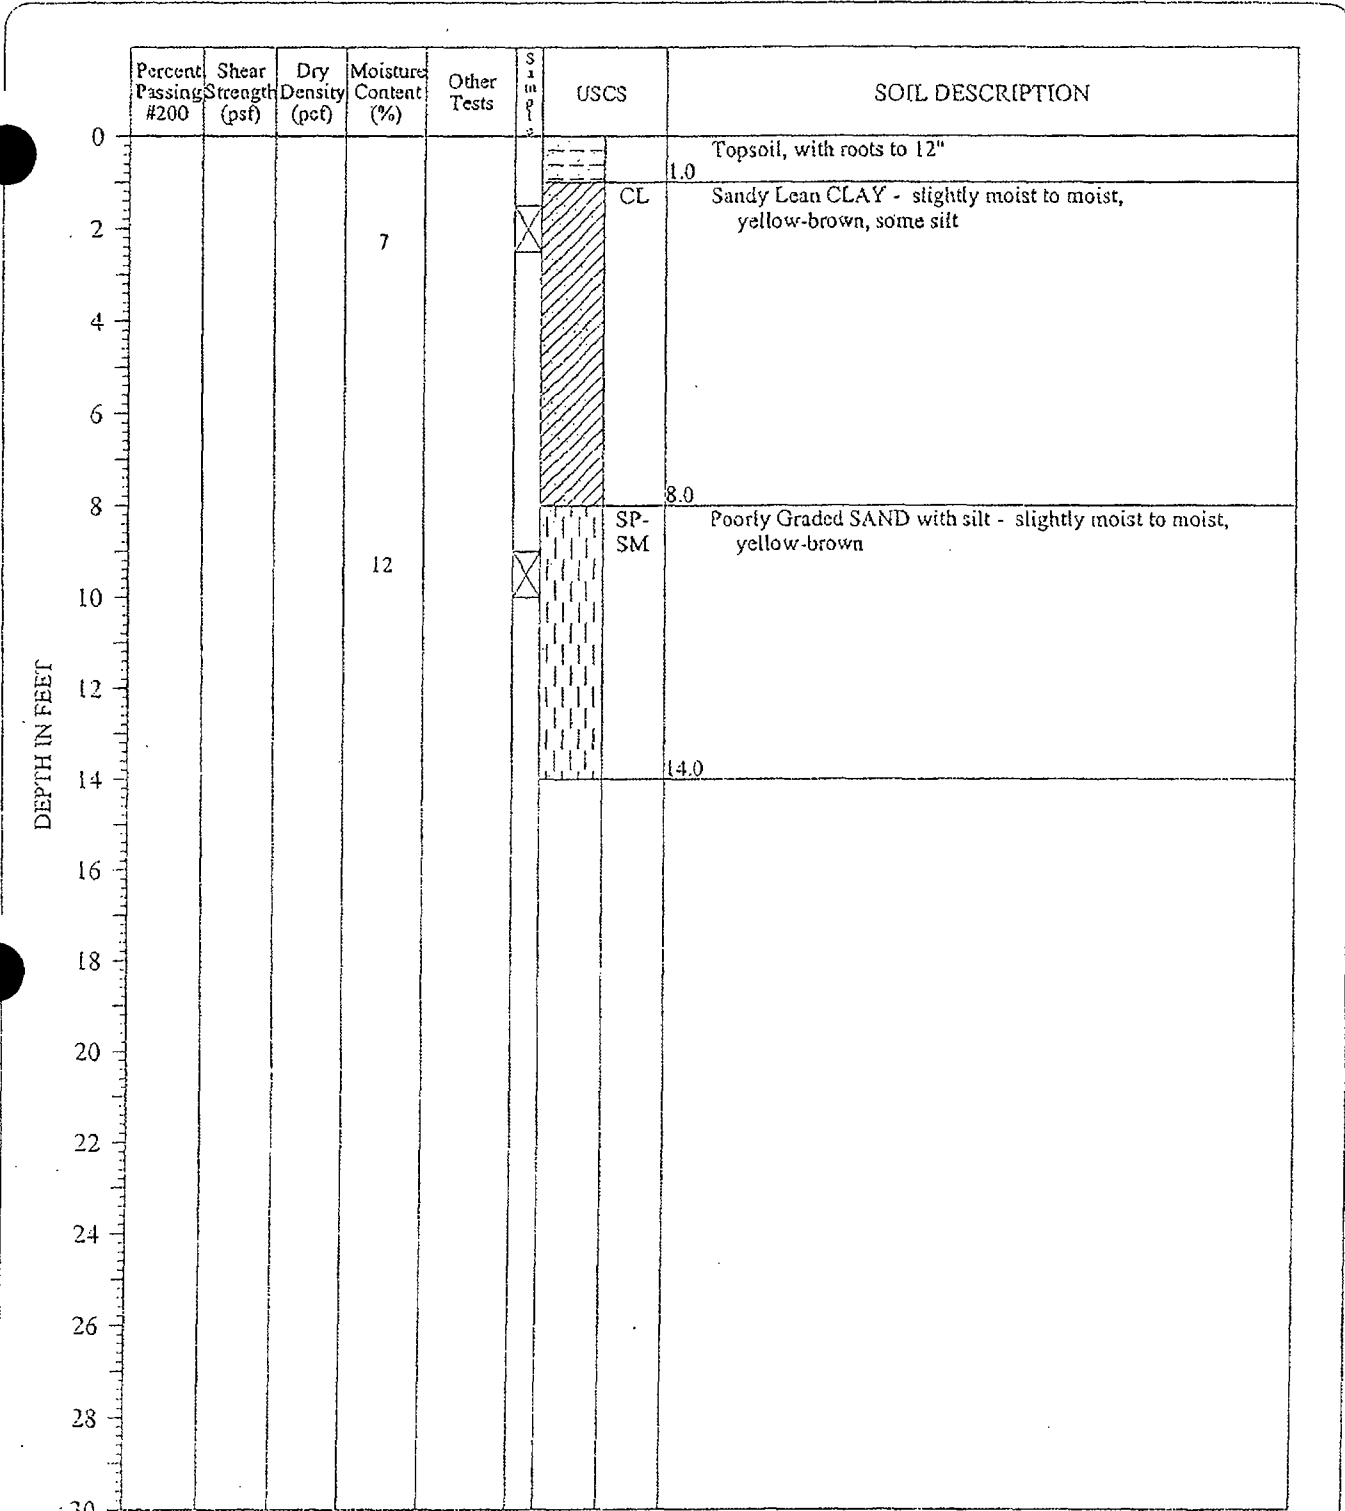 Percent Passing #200
Shear Strength (psf)
Dry Density (pcf)
Moisture Content (%)
Other Tests
Sample
USCS
SOIL DESCRIPTION
0
Topsoil, with roots to 12"
1.0
CL
Sandy Lean CLAY - slightly moist to moist,
yellow-brown, some silt
2
7
4
6
8.0
8
SP-
SM
Poorly Graded SAND with silt - slightly moist to moist,
yellow-brown
12
10
DEPTH IN FEET
12
14.0
14
16
18
20
22
24
26
28
30